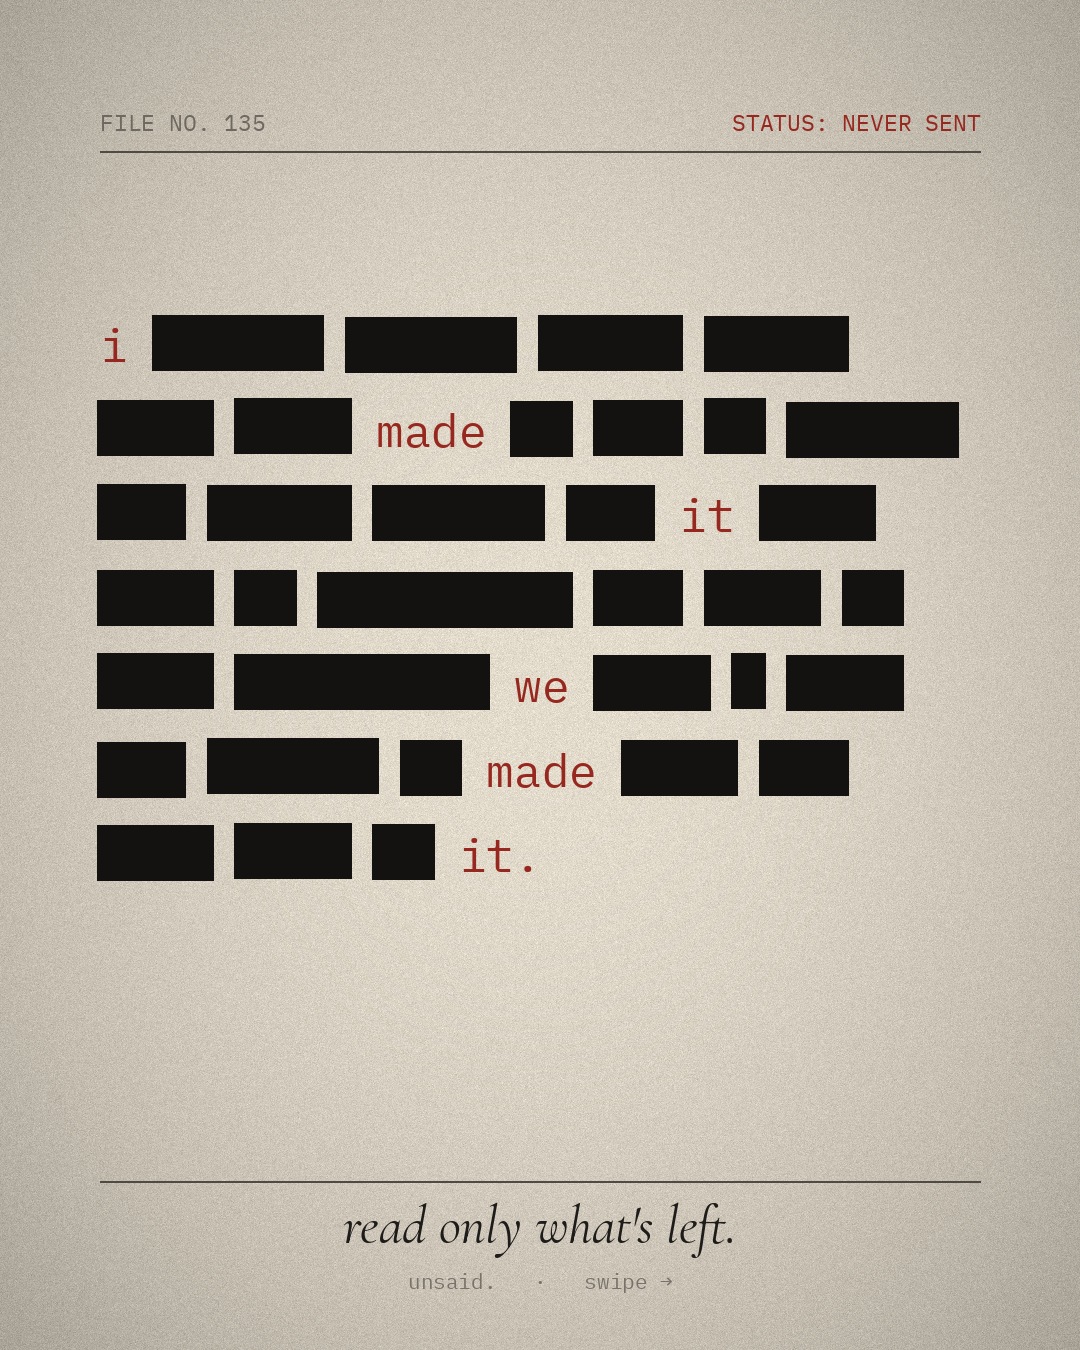 FILE NO. 135 STATUS: NEVER SENT
i
made
it
we
made
it.
read only what's left.
unsaid. · swipe →